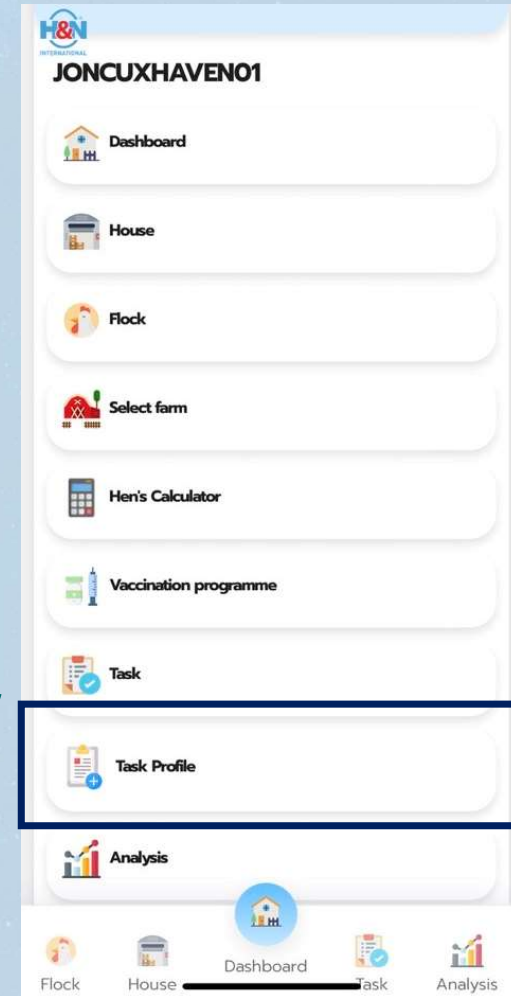 H&N
INTERNATIONAL
JONCUXHAVEN01
Dashboard
House
Flock
Select farm
Hen's Calculator
Vaccination programme
Task
Task Profile
Analysis
Flock
House
Dashboard
Task
Analysis